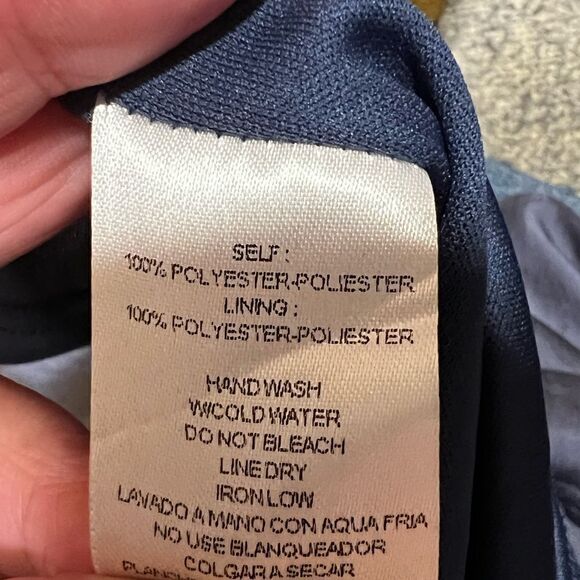 SELF :
100% POLYESTER-POLIESTER
LINING :
100% POLYESTER-POLIESTER
HAND WASH
W/COLD WATER
DO NOT BLEACH
LINE DRY
IRON LOW
LAVADO A MANO CON AQUA FRIA
NO USE BLANQUEADOR
COLGAR A SECAR